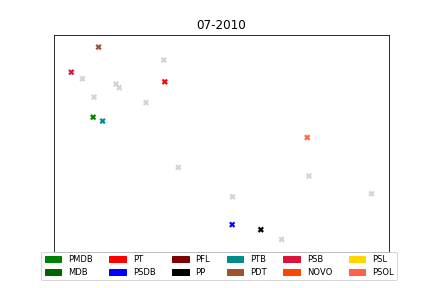 07-2010
PMDB PT PFL PTB PSB PSL
MDB PSDB PP PDT NOVO PSOL